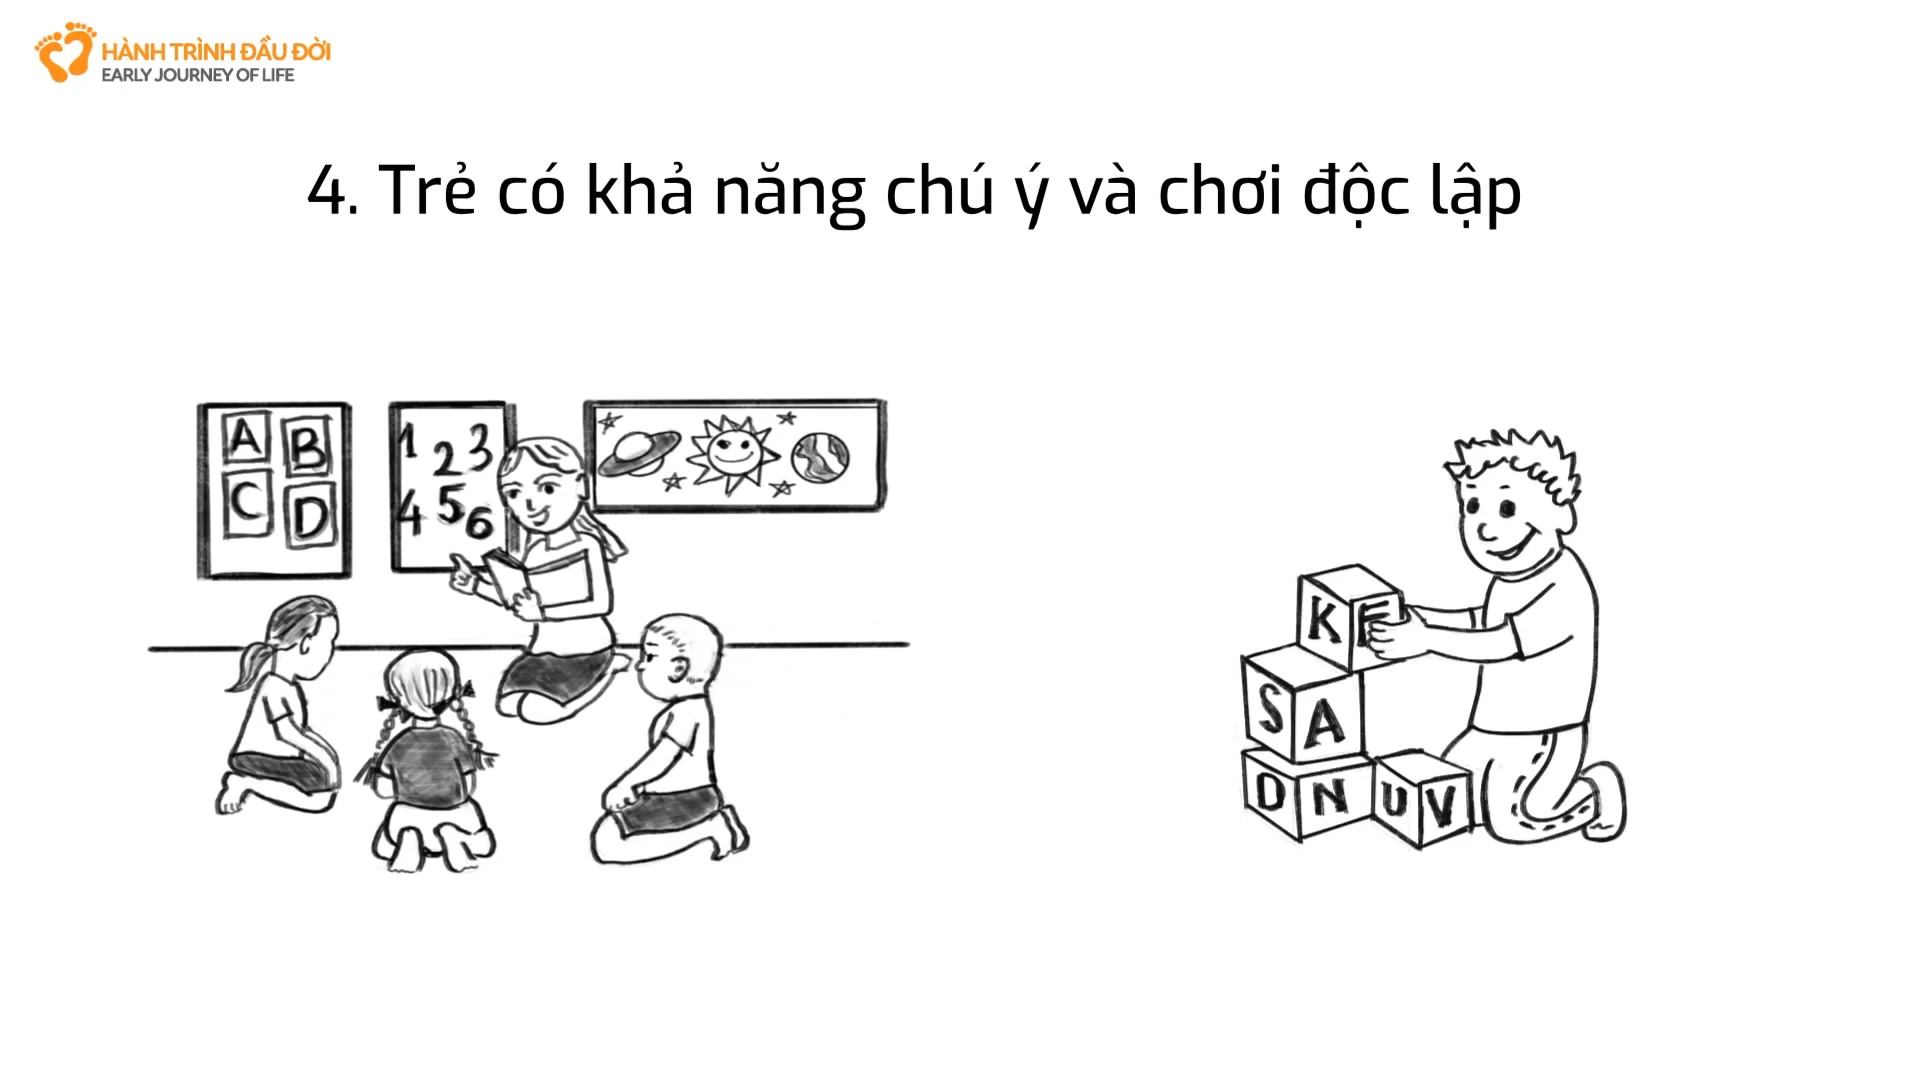 HÀNH TRÌNH ĐẦU ĐỜI
EARLY JOURNEY OF LIFE
4. Trẻ có khả năng chú ý và chơi độc lập
A B
C D
1 2 3
4 5 6
K F
S A
D N U V